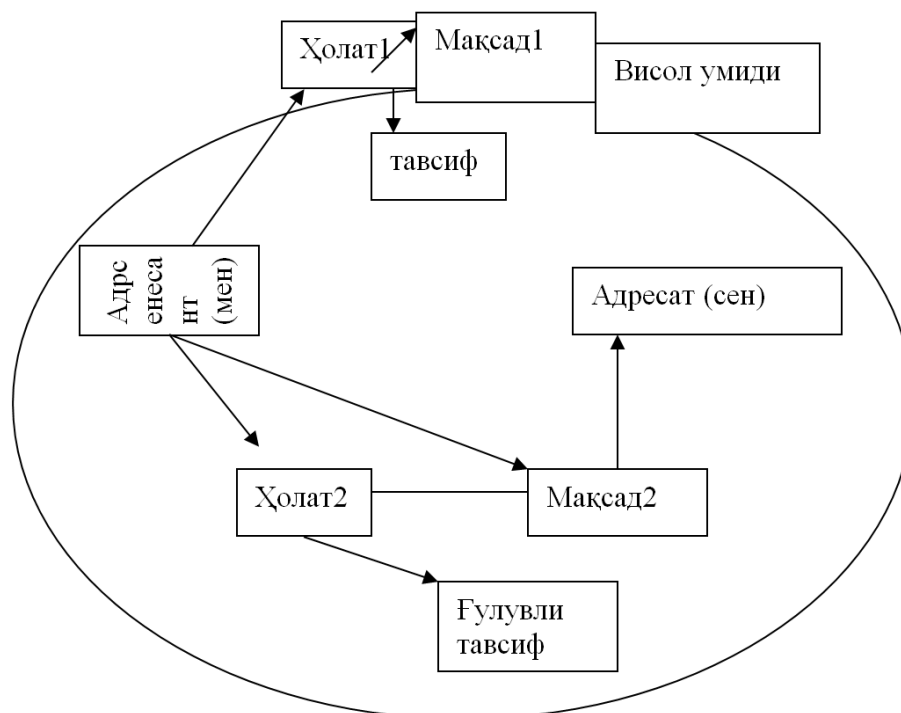 Ҳолат1
Мақсад1
Висол умиди
тавсиф
Адрс
енеса
нт
(мен)
Адресат (сен)
Ҳолат2
Мақсад2
Ғулувли
тавсиф